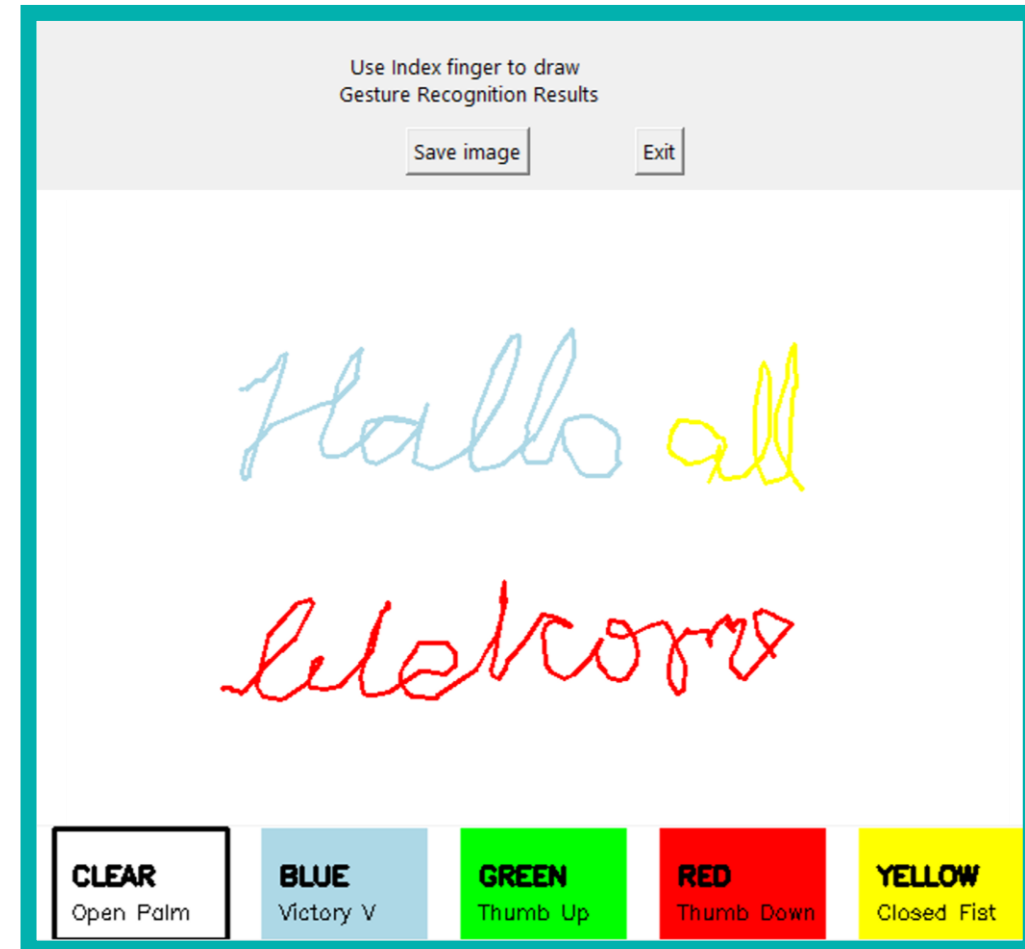 Use Index finger to draw
Gesture Recognition Results
Save image Exit
Hallo all
CLEAR BLUE GREEN RED YELLOW
Open Palm Victory V Thumb Up Thumb Down Closed Fist